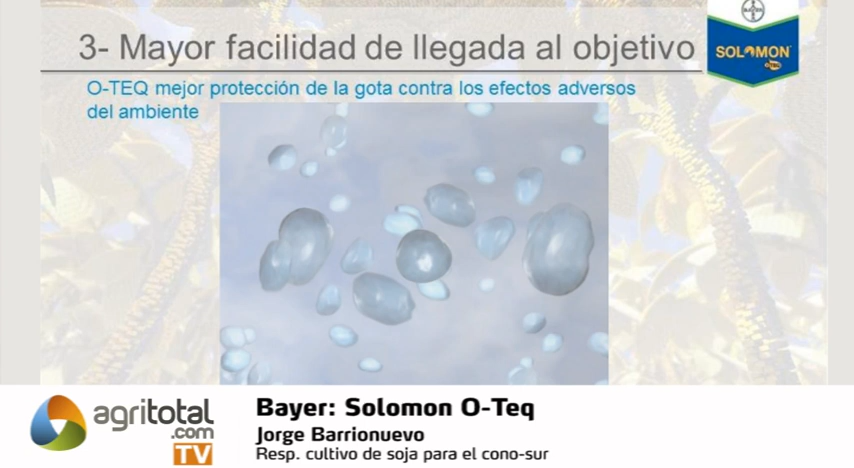 3- Mayor facilidad de llegada al objetivo
BAYER
SOLOMON
O-TEQ mejor protección de la gota contra los efectos adversos
del ambiente
agritotal
.com
TV
Bayer: Solomon O-Teq
Jorge Barrionuevo
Resp. cultivo de soja para el cono-sur